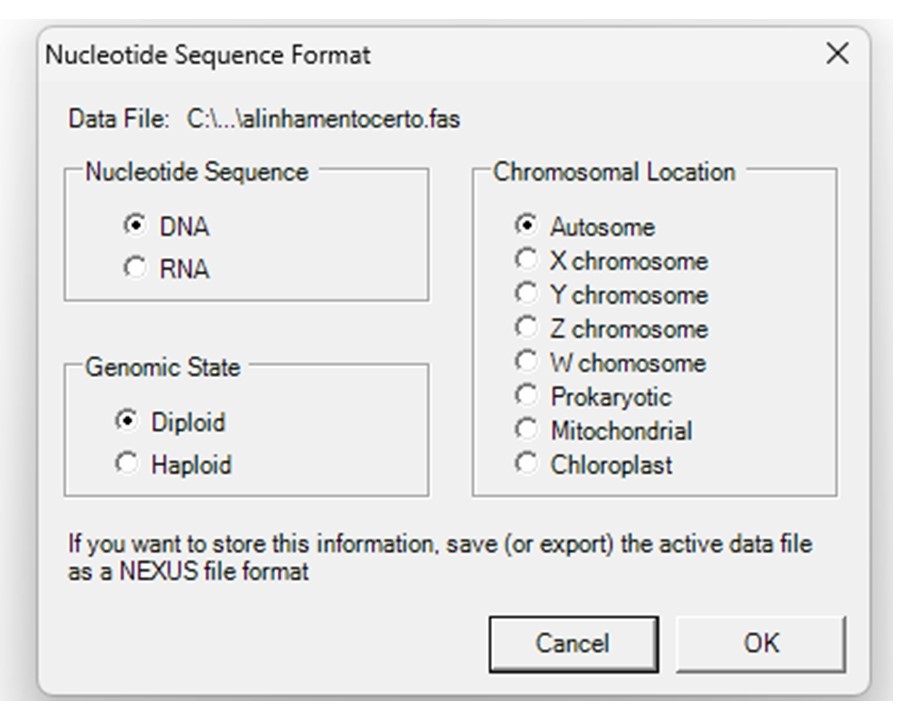 Nucleotide Sequence Format
Data File: C:\...\alinhamentocerto.fas
Nucleotide Sequence
DNA
RNA
Genomic State
Diploid
Haploid
Chromosomal Location
Autosome
X chromosome
Y chromosome
Z chromosome
W chomosome
Prokaryotic
Mitochondrial
Chloroplast
If you want to store this information, save (or export) the active data file
as a NEXUS file format
Cancel
OK